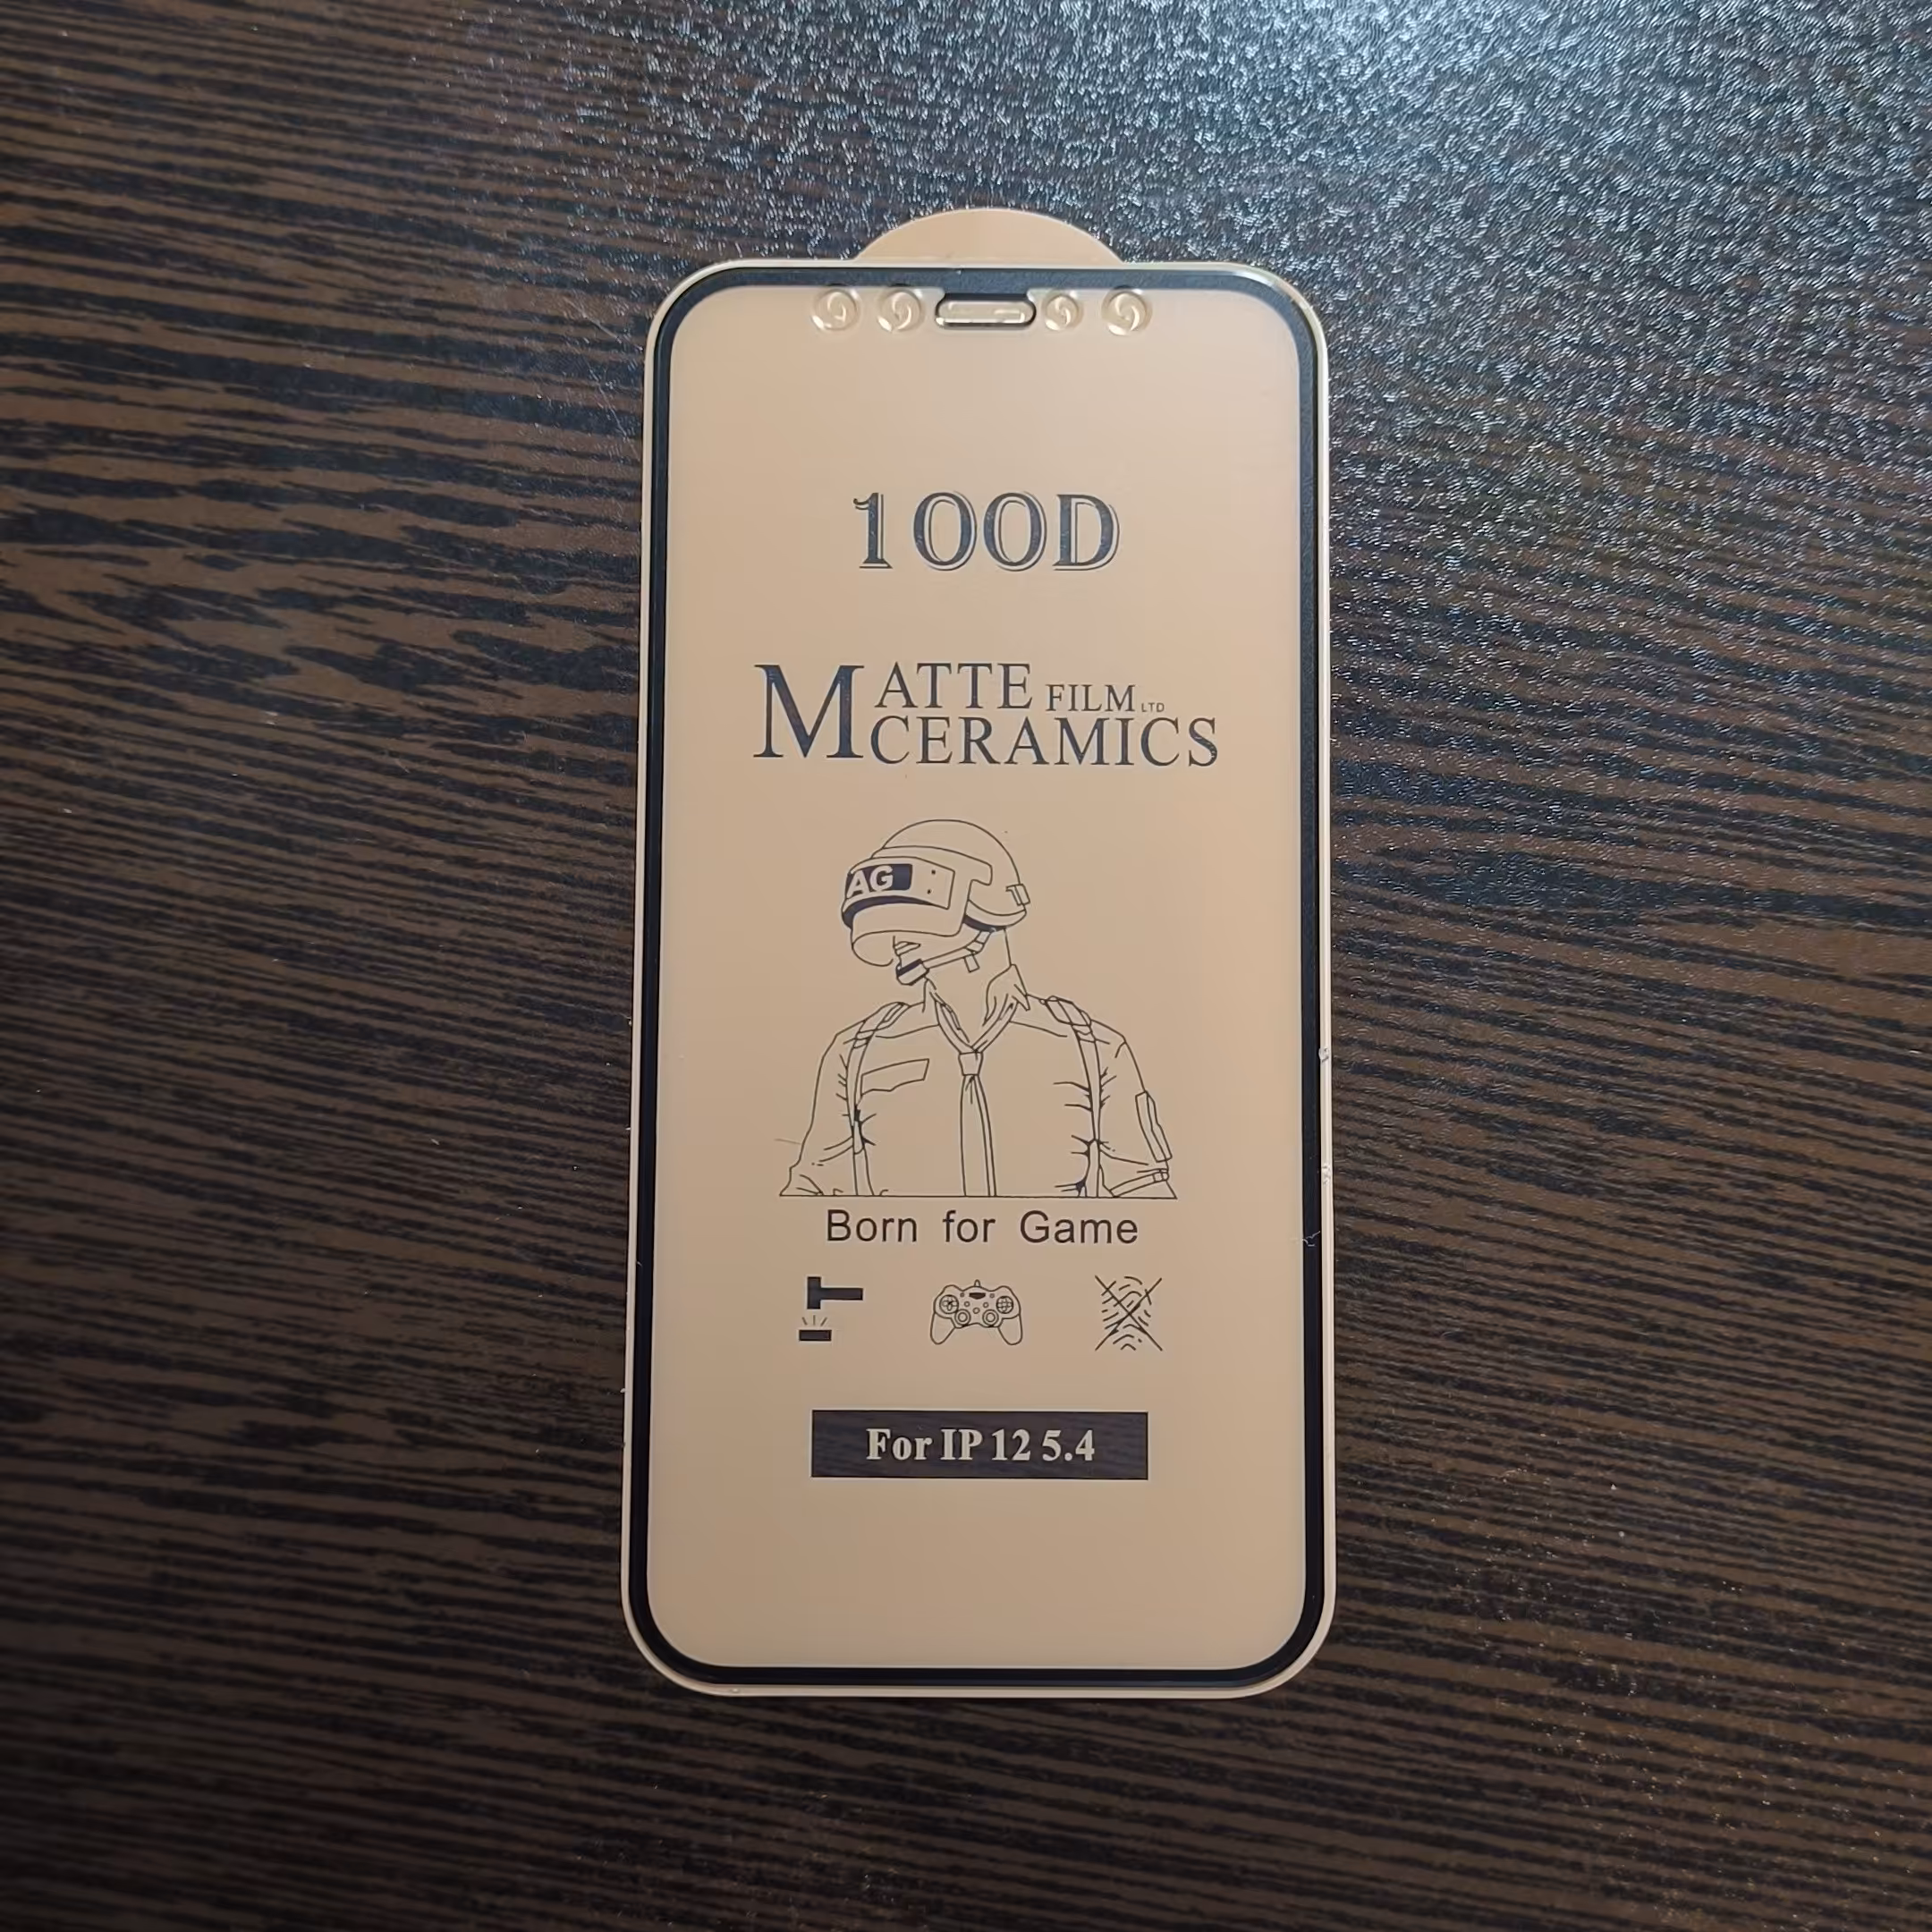 100D
MATTE FILM LTD
CERAMICS
AG
Born for Game
For IP 12 5.4